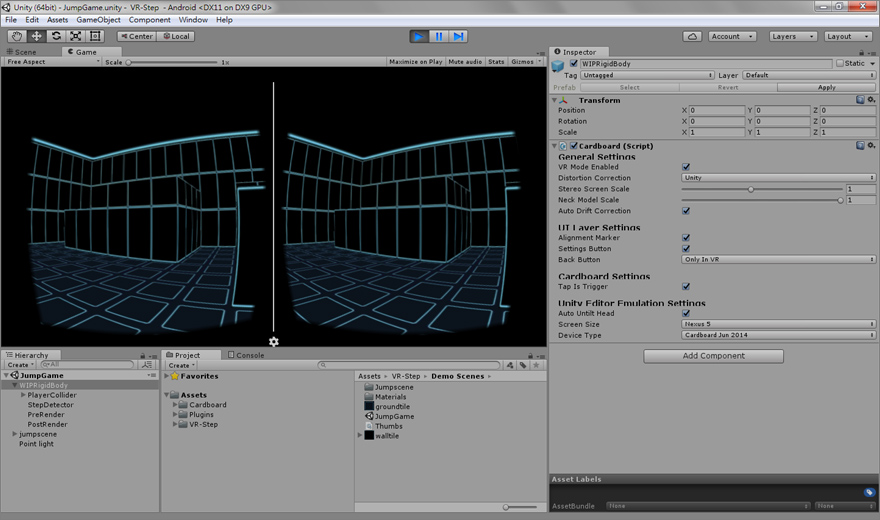 Unity (64bit) - JumpGame.unity - VR-Step - Android <DX11 on DX9 GPU>
File Edit Assets GameObject Component Window Help
Center Local Account Layers Layout
Scene Game
Free Aspect Scale 1x Maximize on Play Mute audio Stats Gizmos
Inspector
WIPRigidBody Static
Tag Untagged Layer Default
Prefab Select Revert Apply
Transform
Position X 0 Y 0 Z 0
Rotation X 0 Y 0 Z 0
Scale X 1 Y 1 Z 1
Cardboard (Script)
General Settings
VR Mode Enabled
Distortion Correction Unity
Stereo Screen Scale 1
Neck Model Scale 1
Auto Drift Correction
UI Layer Settings
Alignment Marker
Settings Button
Back Button Only In VR
Cardboard Settings
Tap Is Trigger
Unity Editor Emulation Settings
Auto Untilt Head
Screen Size Nexus 5
Device Type Cardboard Jun 2014
Add Component
Hierarchy
Create All
JumpGame
WIPRigidBody
PlayerCollider
StepDetector
PreRender
PostRender
jumpscene
Point light
Project Console
Create
Favorites
Assets
Cardboard
Plugins
VR-Step
Assets VR-Step Demo Scenes
Jumpscene
Materials
groundtile
JumpGame
Thumbs
walltile
Asset Labels
AssetBundle None None